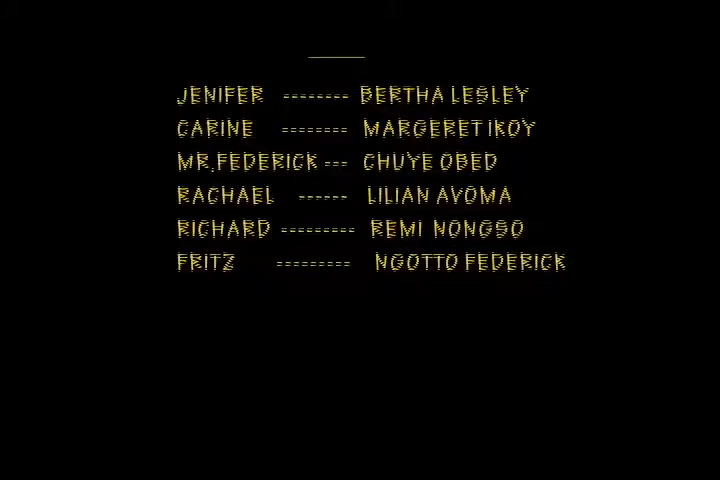 JENIFER -------- BERTHA LESLEY
CARINE -------- MARGERET IKOY
MR.FEDERICK --- CHUYE OBED
RACHAEL ------ LILIAN AVOMA
RICHARD --------- REMI NONGSO
FRITZ --------- NGOTTO FEDERICK